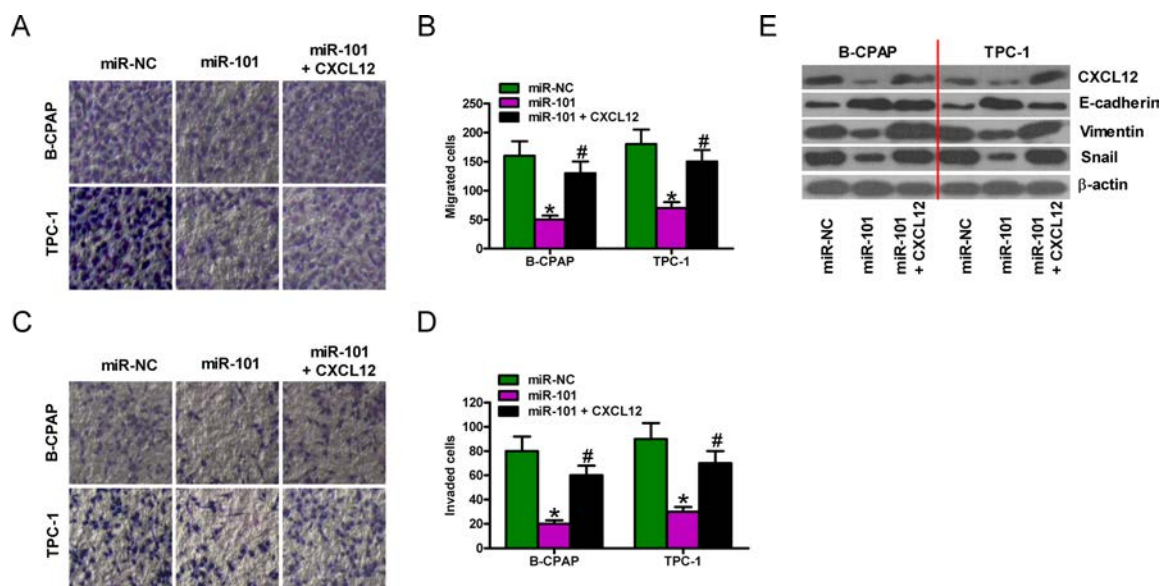 A
miR-NC
miR-101
miR-101
+ CXCL12
B-CPAP
TPC-1
B
miR-NC
miR-101
miR-101 + CXCL12
Migrated cells
250
200
150
100
50
0
*
#
*
#
B-CPAP
TPC-1
E
B-CPAP
TPC-1
CXCL12
E-cadherin
Vimentin
Snail
β-actin
miR-NC
miR-101
miR-101
+ CXCL12
miR-NC
miR-101
miR-101
+ CXCL12
C
miR-NC
miR-101
miR-101
+ CXCL12
B-CPAP
TPC-1
D
miR-NC
miR-101
miR-101 + CXCL12
Invaded cells
120
100
80
60
40
20
0
*
#
*
#
B-CPAP
TPC-1